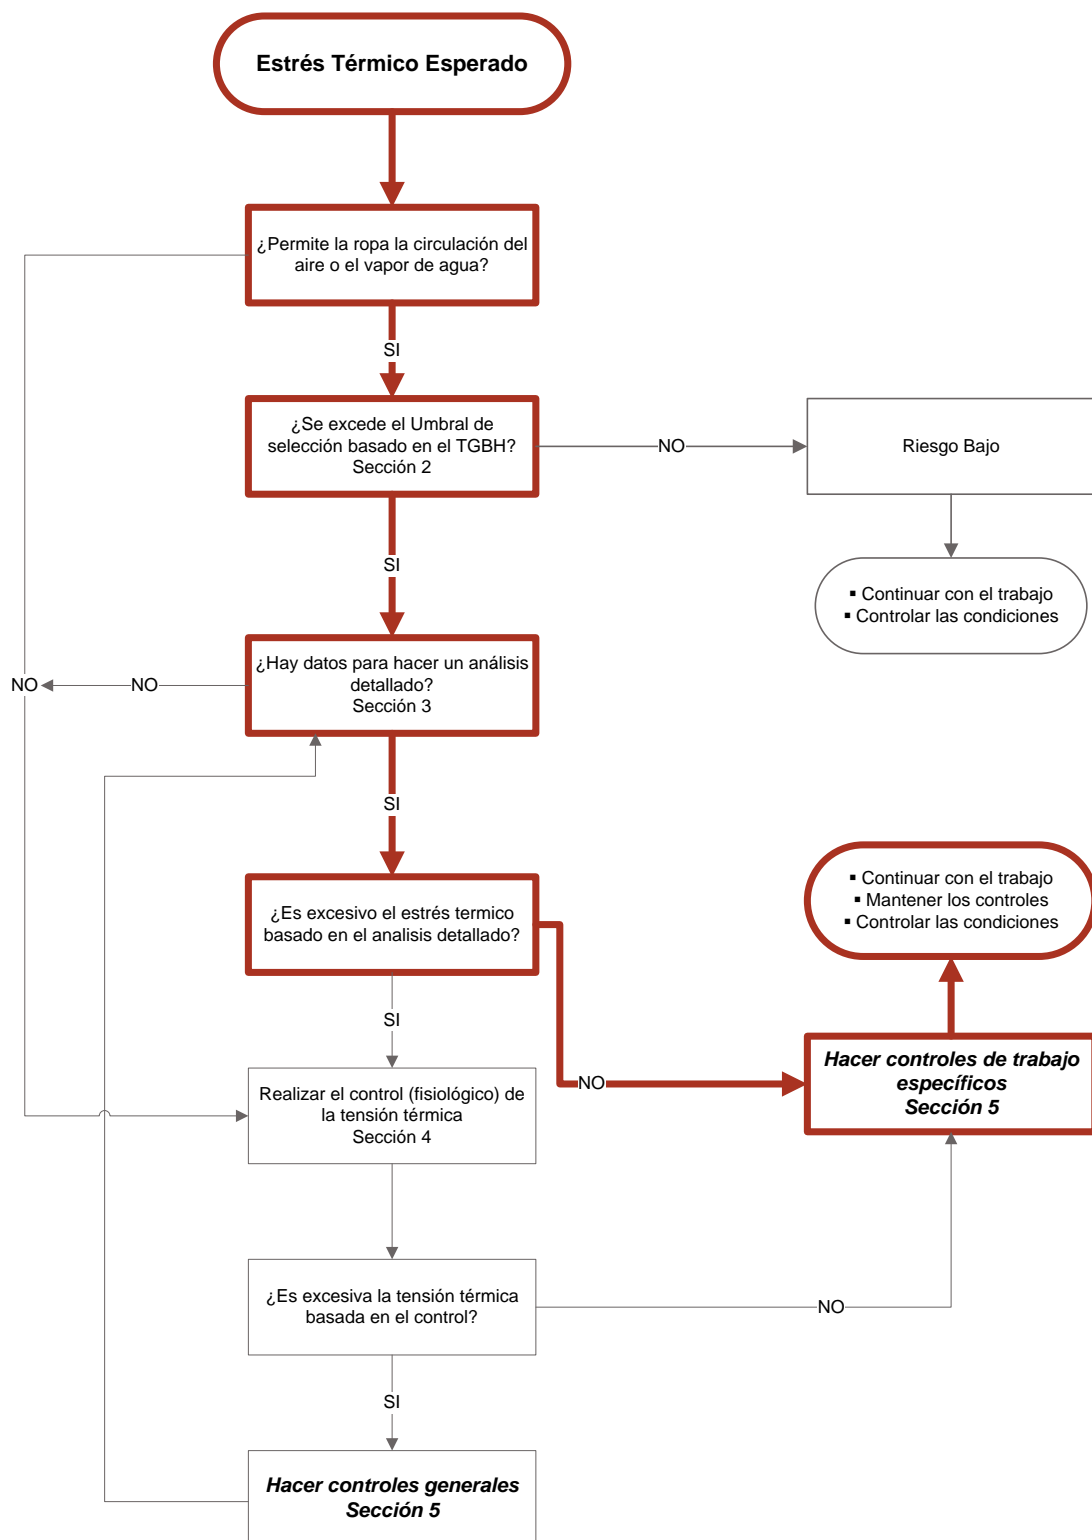 Estrés Térmico Esperado
¿Permite la ropa la circulación del
aire o el vapor de agua?
SI
¿Se excede el Umbral de
selección basado en el TGBH?
Sección 2
NO
Riesgo Bajo
▪ Continuar con el trabajo
▪ Controlar las condiciones
SI
¿Hay datos para hacer un análisis
detallado?
Sección 3
NO
NO
SI
¿Es excesivo el estrés termico
basado en el analisis detallado?
▪ Continuar con el trabajo
▪ Mantener los controles
▪ Controlar las condiciones
SI
NO
Hacer controles de trabajo
específicos
Sección 5
Realizar el control (fisiológico) de
la tensión térmica
Sección 4
¿Es excesiva la tensión térmica
basada en el control?
NO
SI
Hacer controles generales
Sección 5